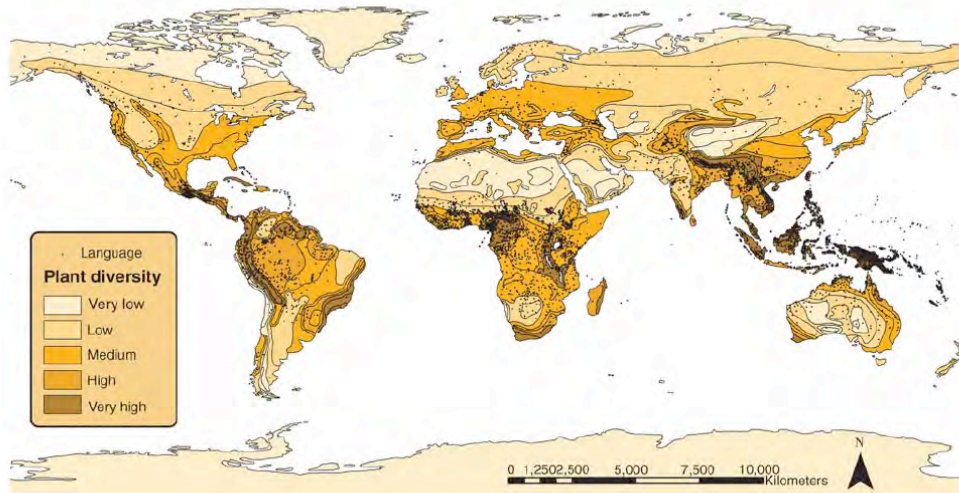 Language
Plant diversity
Very low
Low
Medium
High
Very high
N
0 1,2502,500 5,000 7,500 10,000
Kilometers